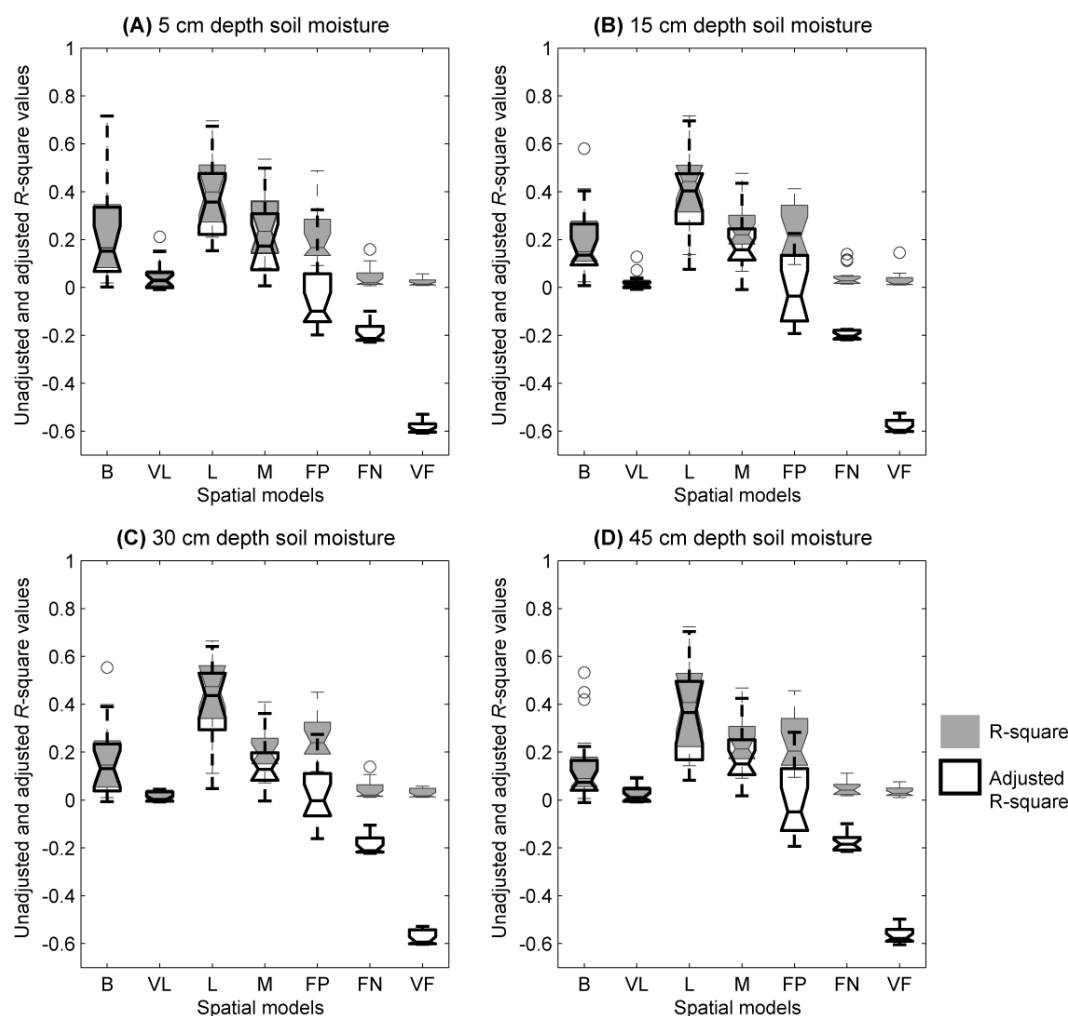 (A) 5 cm depth soil moisture
Unadjusted and adjusted R-square values
1
0.8
0.6
0.4
0.2
0
-0.2
-0.4
-0.6
B VL L M FP FN VF
Spatial models
(B) 15 cm depth soil moisture
Unadjusted and adjusted R-square values
1
0.8
0.6
0.4
0.2
0
-0.2
-0.4
-0.6
B VL L M FP FN VF
Spatial models
(C) 30 cm depth soil moisture
Unadjusted and adjusted R-square values
1
0.8
0.6
0.4
0.2
0
-0.2
-0.4
-0.6
B VL L M FP FN VF
Spatial models
(D) 45 cm depth soil moisture
Unadjusted and adjusted R-square values
1
0.8
0.6
0.4
0.2
0
-0.2
-0.4
-0.6
B VL L M FP FN VF
Spatial models
R-square
Adjusted
R-square